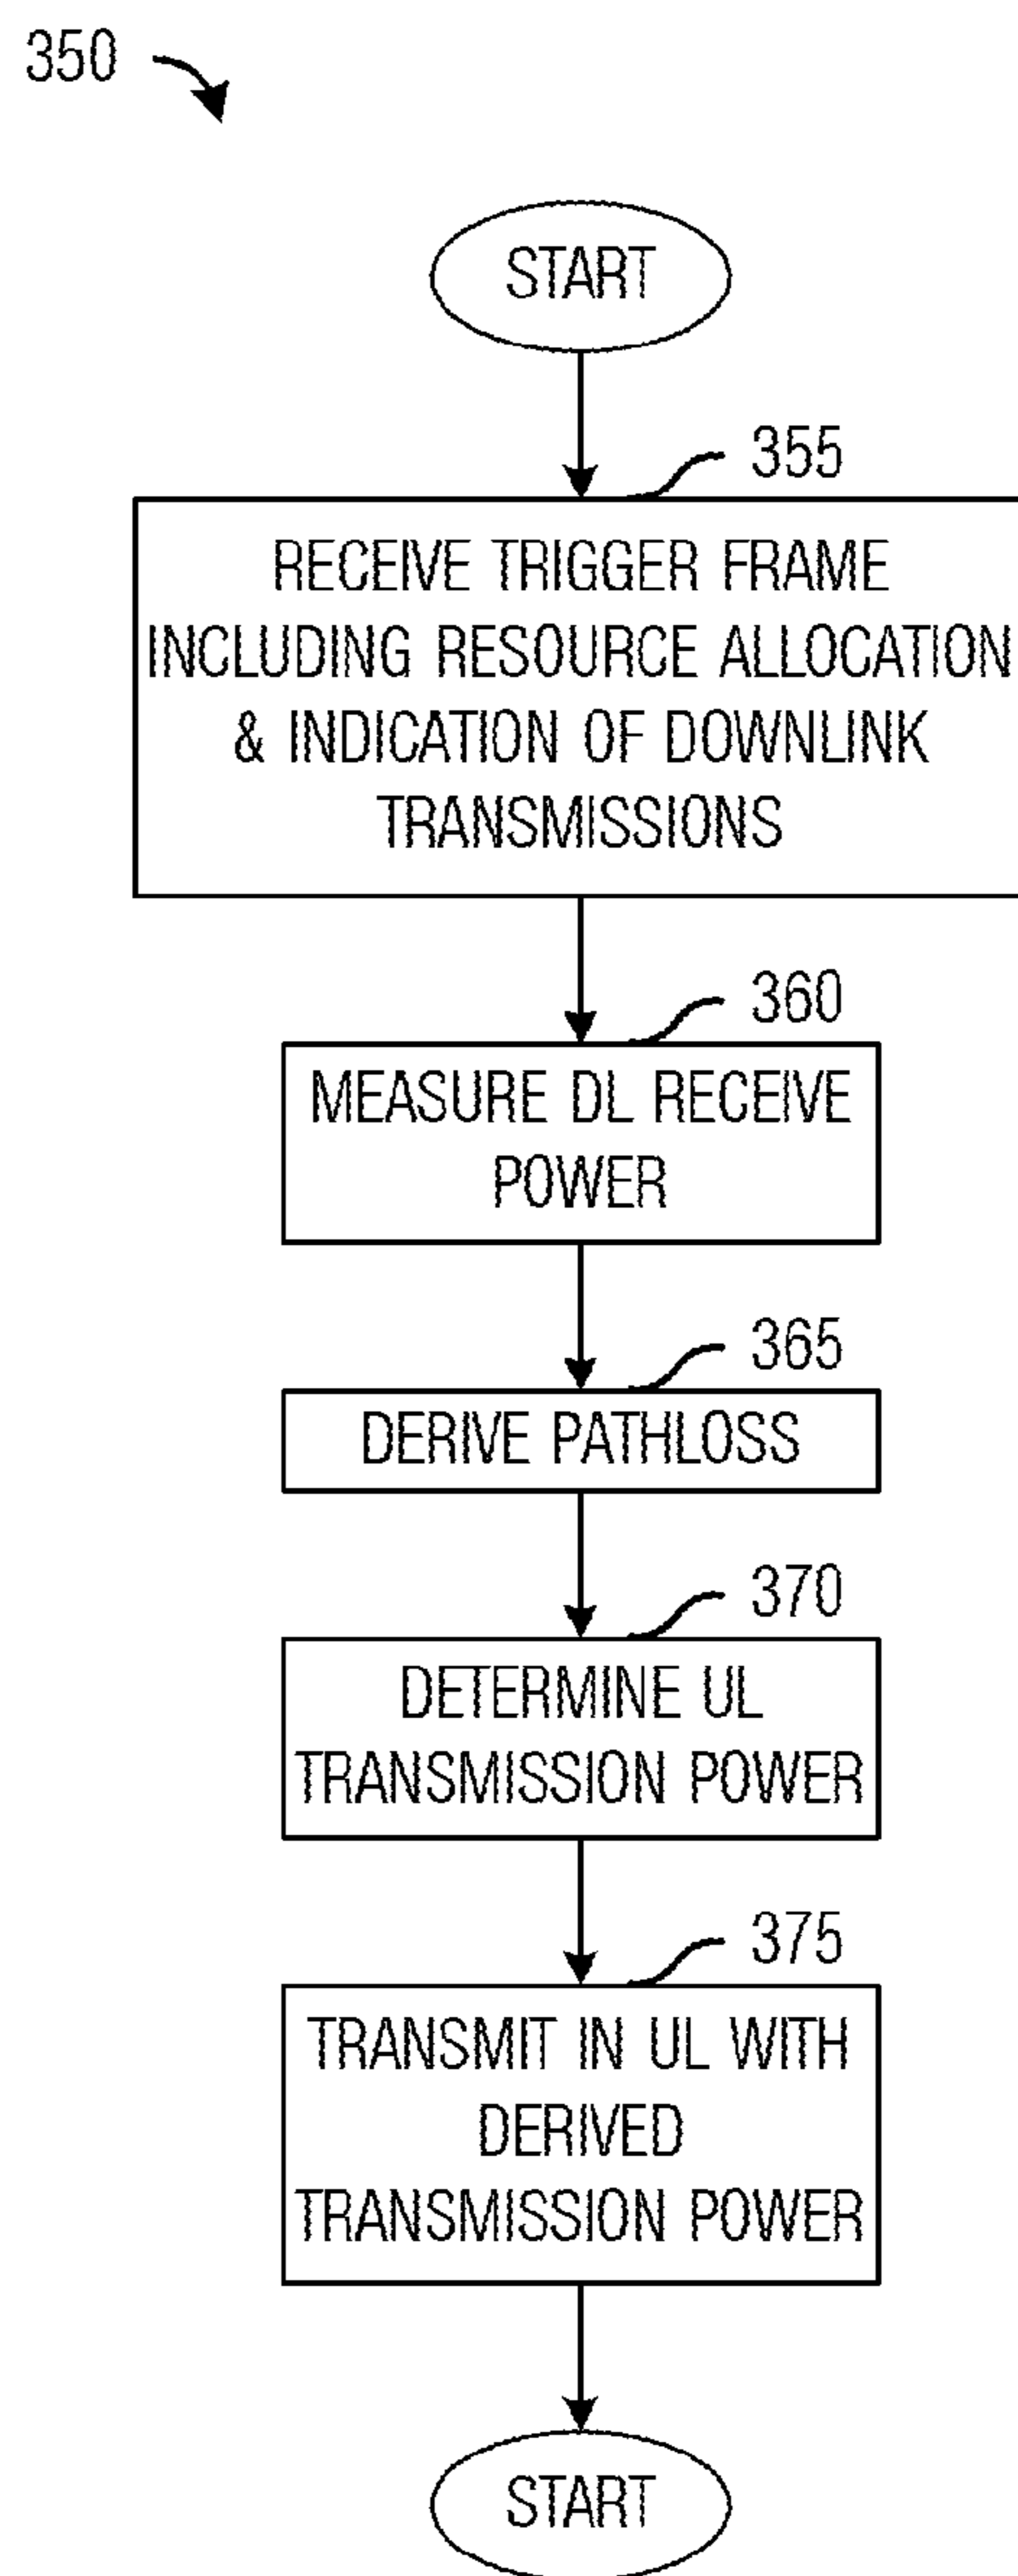 350
START
355
RECEIVE TRIGGER FRAME
INCLUDING RESOURCE ALLOCATION
& INDICATION OF DOWNLINK
TRANSMISSIONS
360
MEASURE DL RECEIVE
POWER
365
DERIVE PATHLOSS
370
DETERMINE UL
TRANSMISSION POWER
375
TRANSMIT IN UL WITH
DERIVED
TRANSMISSION POWER
START